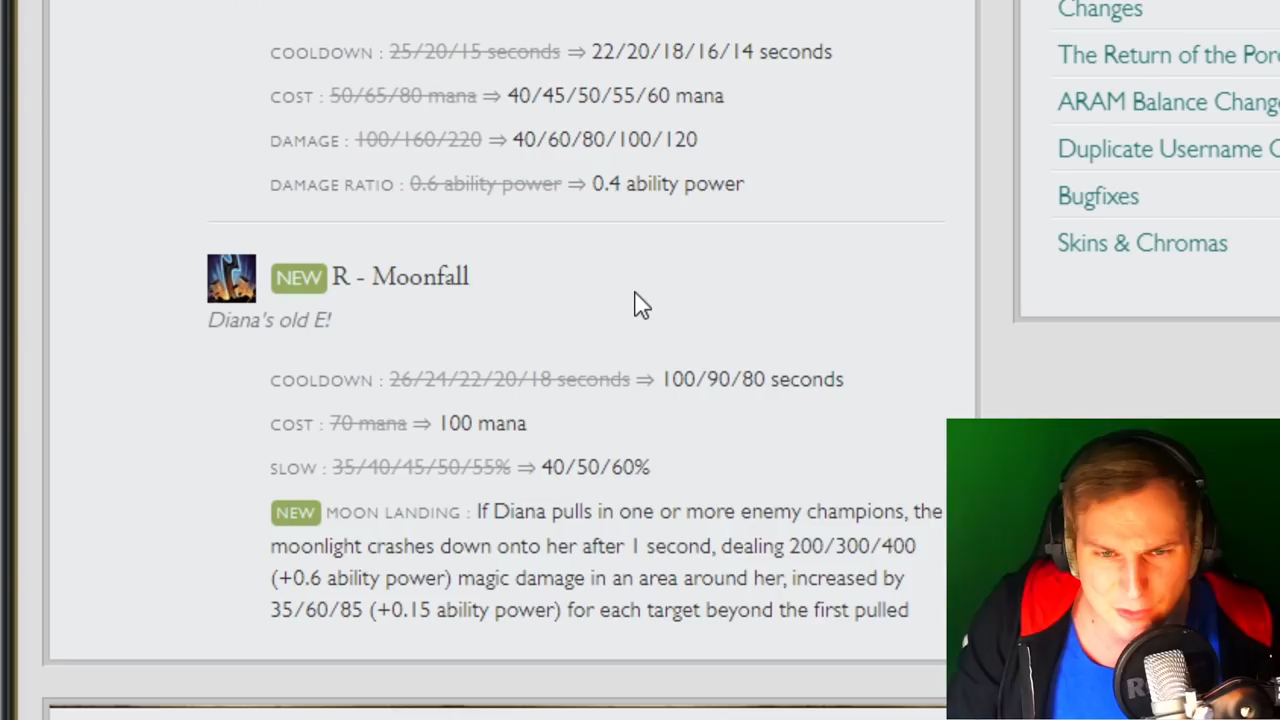 COOLDOWN : 25/20/15 seconds ⇒ 22/20/18/16/14 seconds
COST : 50/65/80 mana ⇒ 40/45/50/55/60 mana
DAMAGE : 100/160/220 ⇒ 40/60/80/100/120
DAMAGE RATIO : 0.6 ability power ⇒ 0.4 ability power
NEW R - Moonfall
Diana's old E!
COOLDOWN : 26/24/22/20/18 seconds ⇒ 100/90/80 seconds
COST : 70 mana ⇒ 100 mana
SLOW : 35/40/45/50/55% ⇒ 40/50/60%
NEW MOON LANDING : If Diana pulls in one or more enemy champions, the
moonlight crashes down onto her after 1 second, dealing 200/300/400
(+0.6 ability power) magic damage in an area around her, increased by
35/60/85 (+0.15 ability power) for each target beyond the first pulled
Changes
The Return of the
ARAM Balance
Duplicate Username
Bugfixes
Skins & Chromas